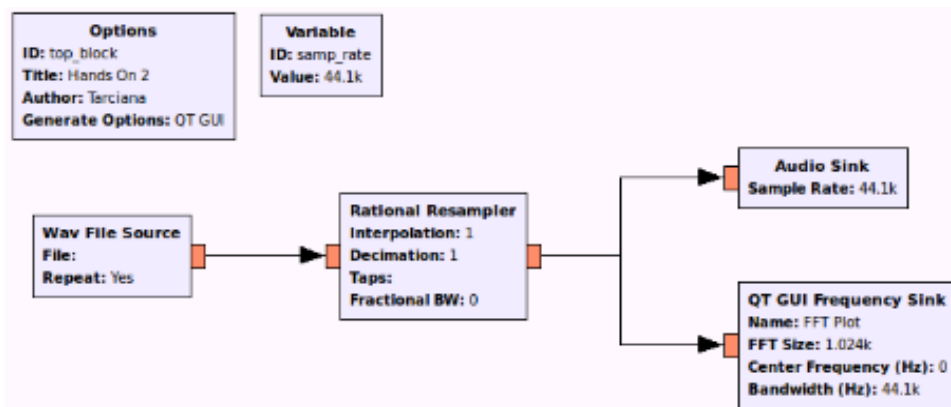 Options
ID: top_block
Title: Hands On 2
Author: Tarciana
Generate Options: QT GUI
Variable
ID: samp_rate
Value: 44.1k
Wav File Source
File:
Repeat: Yes
Rational Resampler
Interpolation: 1
Decimation: 1
Taps:
Fractional BW: 0
Audio Sink
Sample Rate: 44.1k
QT GUI Frequency Sink
Name: FFT Plot
FFT Size: 1.024k
Center Frequency (Hz): 0
Bandwidth (Hz): 44.1k